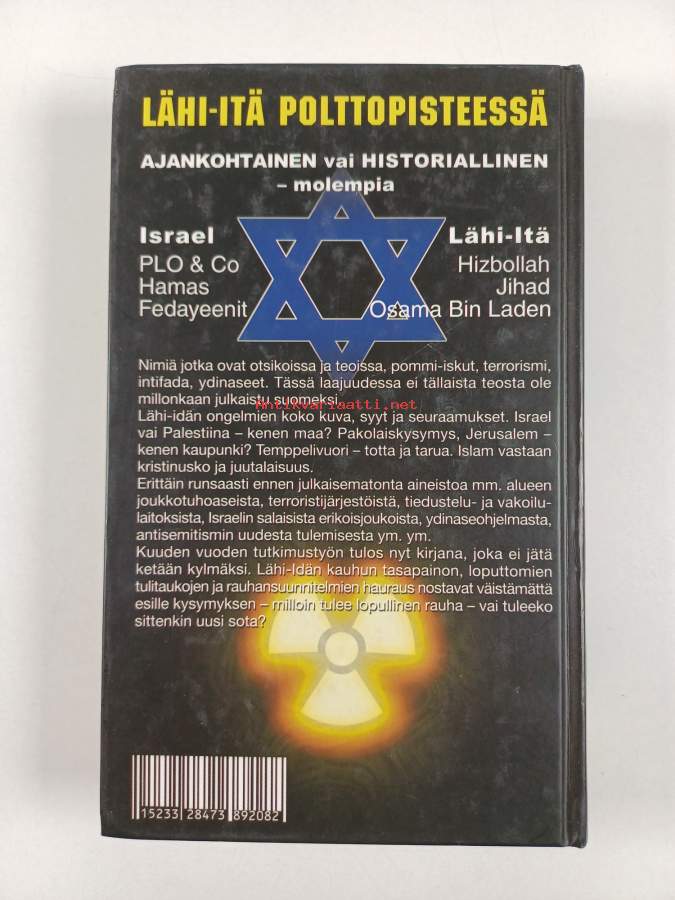 LÄHI-ITÄ POLTTOPISTEESSÄ
AJANKOHTAINEN vai HISTORIALLINEN
– molempia
Israel
PLO & Co
Hamas
Fedayeenit
Lähi-Itä
Hizbollah
Jihad
Osama Bin Laden
Nimiä jotka ovat otsikoissa ja teoissa, pommi-iskut, terrorismi,
intifada, ydinaseet. Tässä laajuudessa ei tällaista teosta ole
millonkaan julkaistu suomeksi.
Antikvariaatti.net
Lähi-idän ongelmien koko kuva, syyt ja seuraamukset. Israel
vai Palestiina – kenen maa? Pakolaiskysymys, Jerusalem –
kenen kaupunki? Temppelivuori – totta ja tarua. Islam vastaan
kristinusko ja juutalaisuus.
Erittäin runsaasti ennen julkaisematonta aineistoa mm. alueen
joukkotuhoaseista, terroristijärjestöistä, tiedustelu- ja vakoilu-
laitoksista, Israelin salaisista erikoisjoukoista, ydinaseohjelmasta,
antisemitismin uudesta tulemisesta ym. ym.
Kuuden vuoden tutkimustyön tulos nyt kirjana, joka ei jätä
ketään kylmäksi. Lähi-Idän kauhun tasapainon, loputtomien
tulitaukojen ja rauhansuunnitelmien hauraus nostavat väistämättä
esille kysymyksen – milloin tulee lopullinen rauha – vai tuleeko
sittenkin uusi sota?
15233 28473 892082